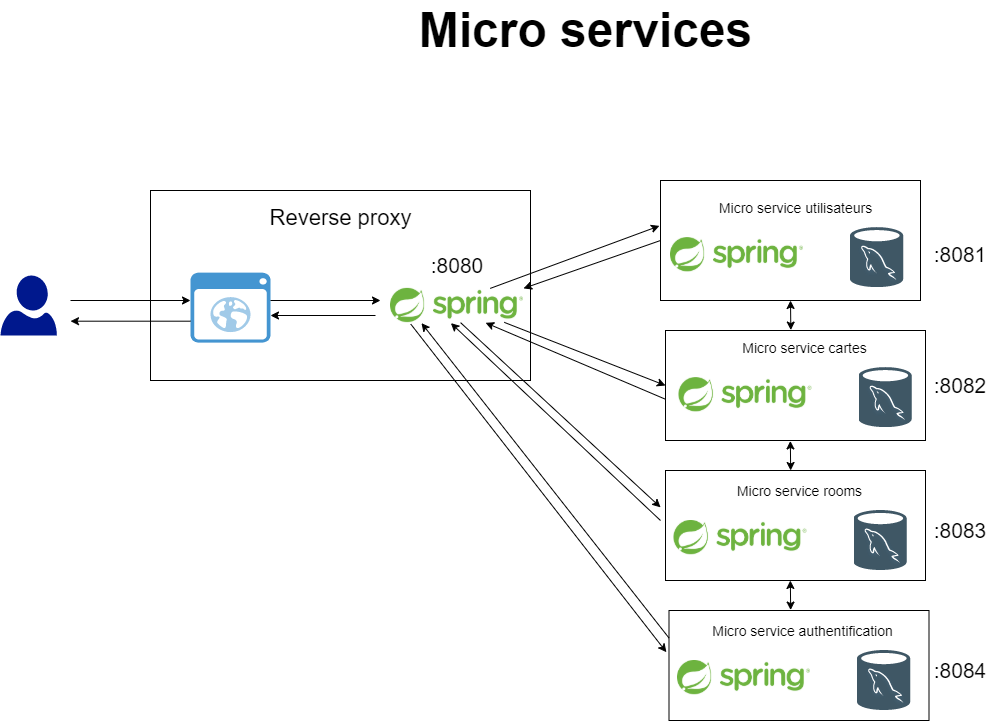 Micro services
Reverse proxy
:8080
spring
Micro service utilisateurs
spring
:8081
Micro service cartes
spring
:8082
Micro service rooms
spring
:8083
Micro service authentification
spring
:8084